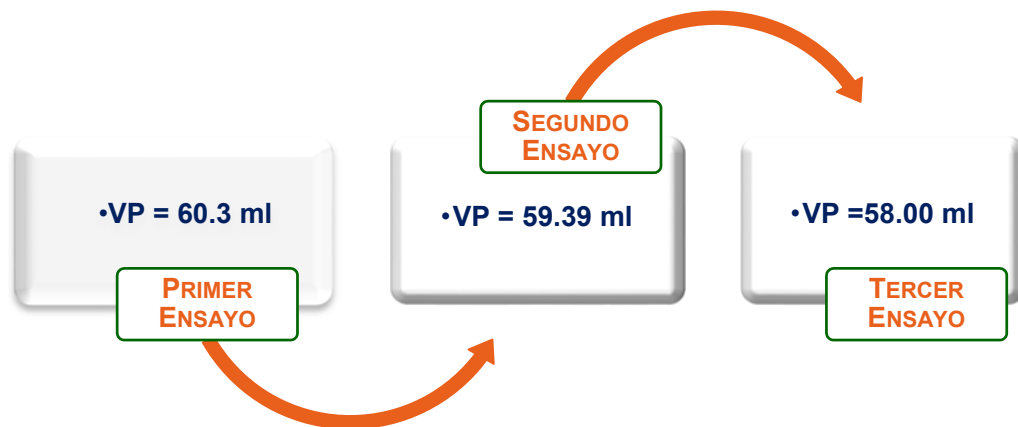 •VP = 60.3 ml
PRIMER
ENSAYO
SEGUNDO
ENSAYO
•VP = 59.39 ml
•VP =58.00 ml
TERCER
ENSAYO